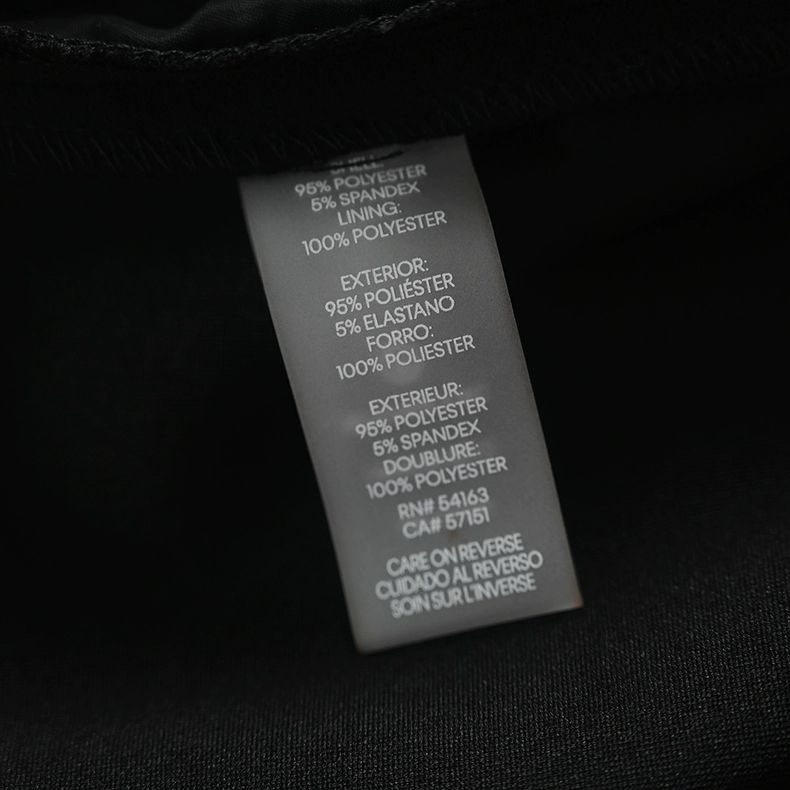 SHELL:
95% POLYESTER
5% SPANDEX
LINING:
100% POLYESTER
EXTERIOR:
95% POLIÉSTER
5% ELASTANO
FORRO:
100% POLIESTER
EXTERIEUR:
95% POLYESTER
5% SPANDEX
DOUBLURE:
100% POLYESTER
RN# 54163
CA# 57151
CARE ON REVERSE
CUIDADO AL REVERSO
SOIN SUR L'INVERSE